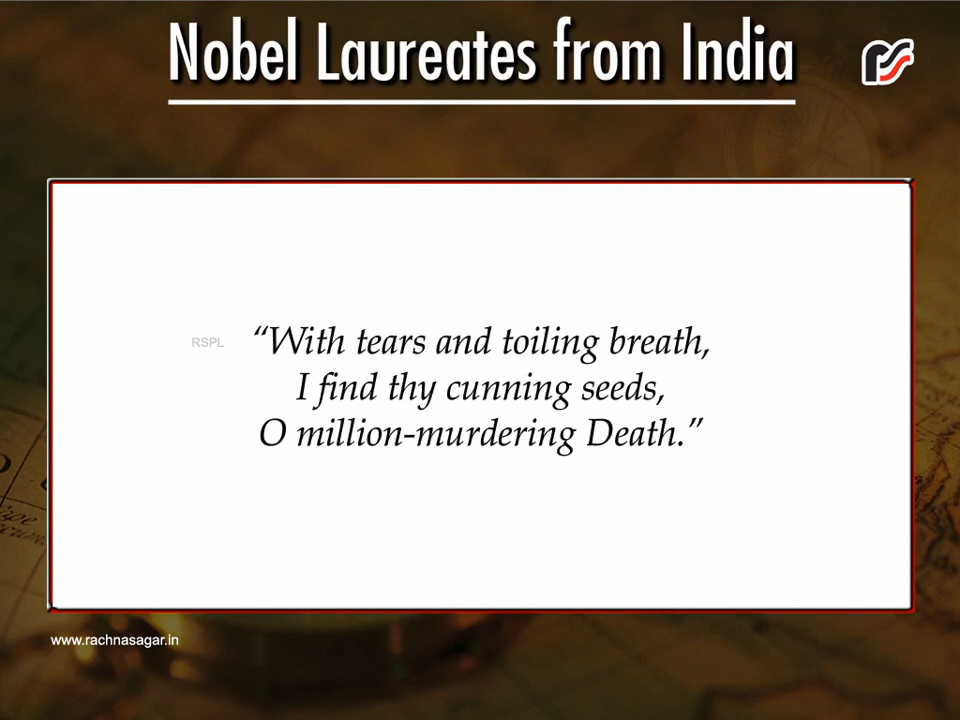 Nobel Laureates from India
RSPL
“With tears and toiling breath,
I find thy cunning seeds,
O million-murdering Death.”
www.rachnasagar.in